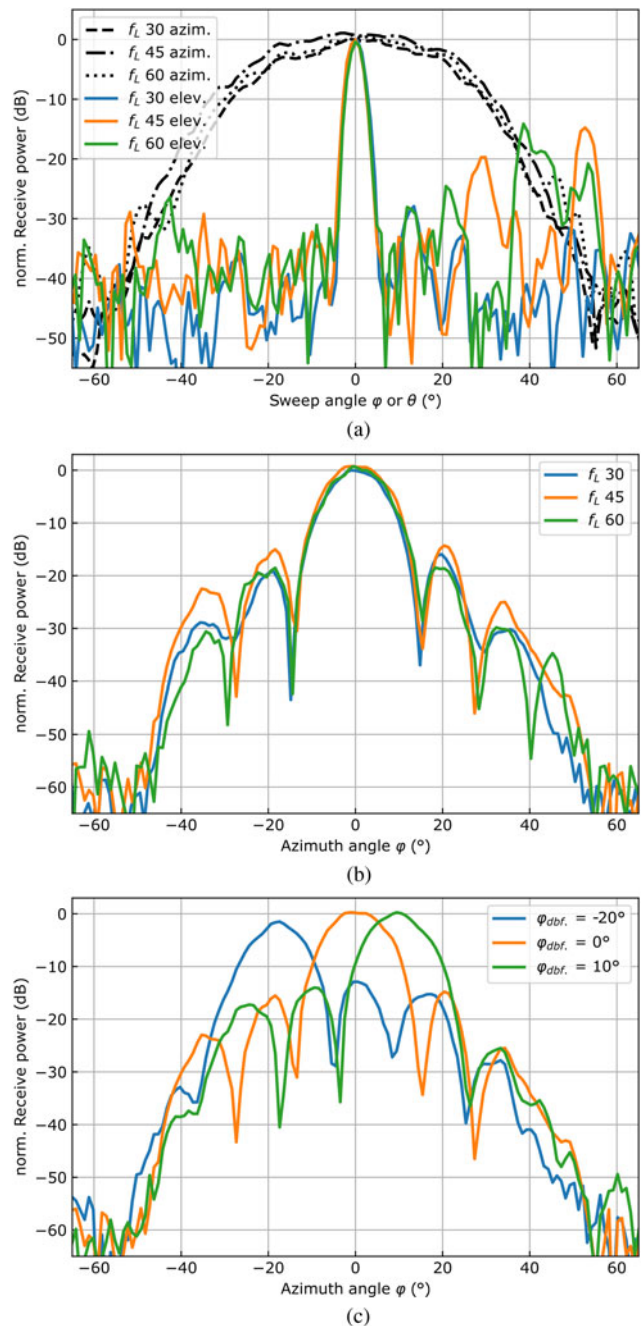 0
−10
−20
−30
−40
−50
norm. Receive power (dB)
f_L 30 azim.
f_L 45 azim.
f_L 60 azim.
f_L 30 elev.
f_L 45 elev.
f_L 60 elev.
−60 −40 −20 0 20 40 60
Sweep angle φ or θ (°)
(a)
0
−10
−20
−30
−40
−50
−60
norm. Receive power (dB)
f_L 30
f_L 45
f_L 60
−60 −40 −20 0 20 40 60
Azimuth angle φ (°)
(b)
0
−10
−20
−30
−40
−50
−60
norm. Receive power (dB)
φ_dbf. = -20°
φ_dbf. = 0°
φ_dbf. = 10°
−60 −40 −20 0 20 40 60
Azimuth angle φ (°)
(c)